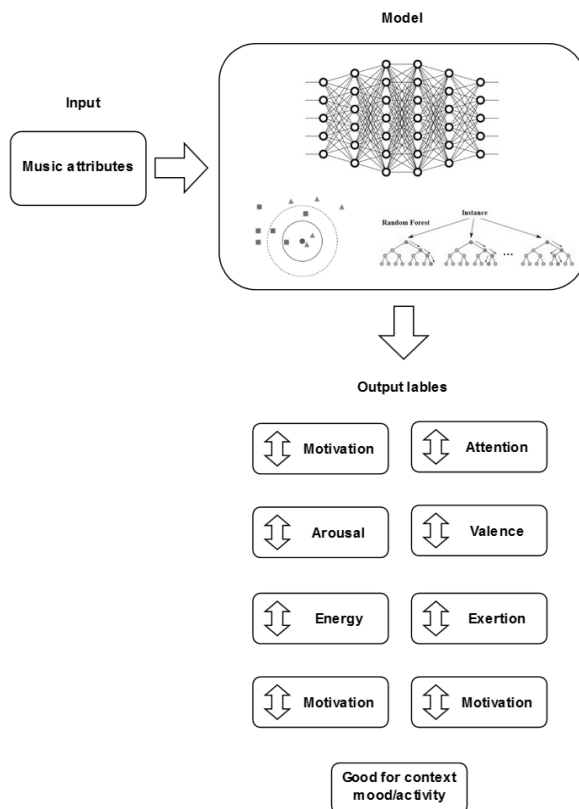 Model
Input
Music attributes
Instance
Random Forest
...
Output lables
Motivation
Attention
Arousal
Valence
Energy
Exertion
Motivation
Motivation
Good for context
mood/activity